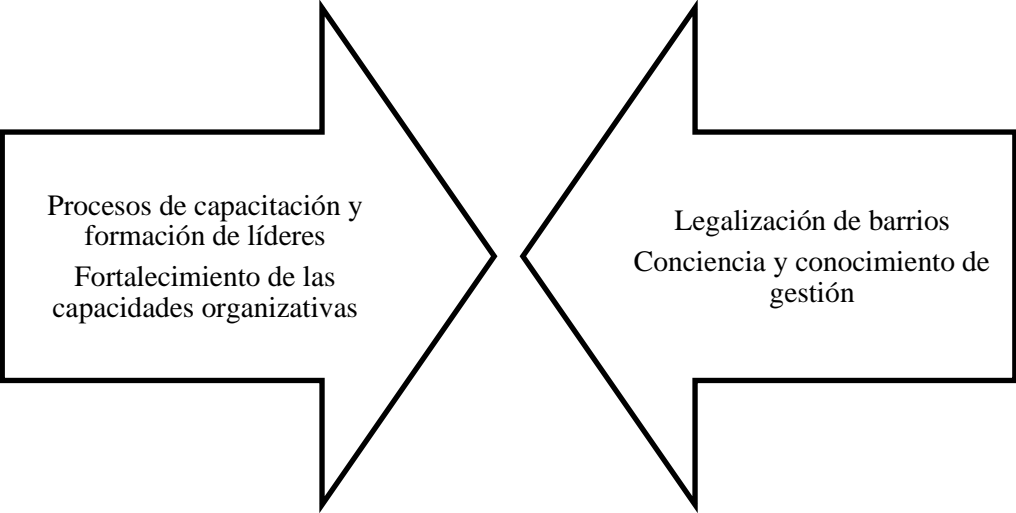 Procesos de capacitación y
formación de líderes
Fortalecimiento de las
capacidades organizativas
Legalización de barrios
Conciencia y conocimiento de
gestión